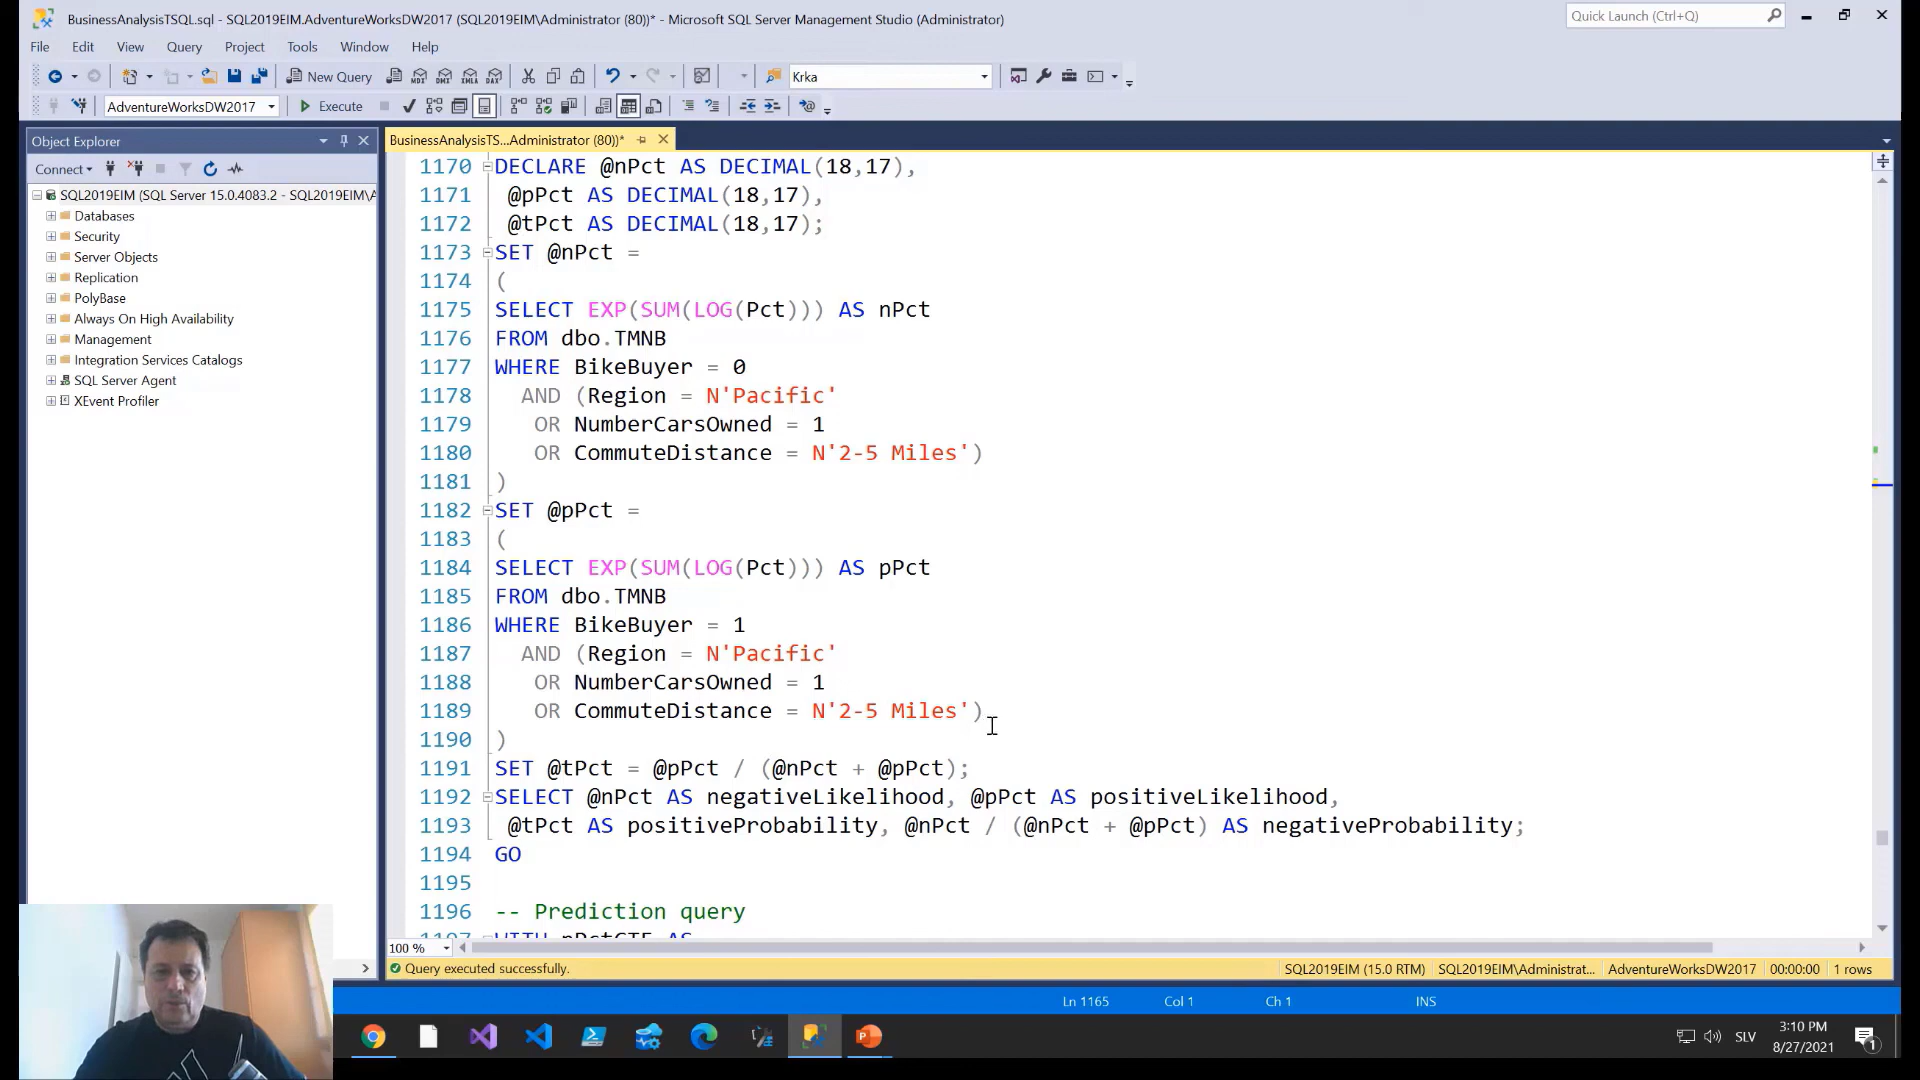 BusinessAnalysisTSQL.sql - SQL2019EIM.AdventureWorksDW2017 (SQL2019EIM\Administrator (80))* - Microsoft SQL Server Management Studio (Administrator)
Quick Launch (Ctrl+Q)
File Edit View Query Project Tools Window Help
New Query
MDX DMX XMLA DAX
Krka
AdventureWorksDW2017
Execute
Object Explorer
BusinessAnalysisTS...Administrator (80))*
Connect
SQL2019EIM (SQL Server 15.0.4083.2 - SQL2019EIM\A
Databases
Security
Server Objects
Replication
PolyBase
Always On High Availability
Management
Integration Services Catalogs
SQL Server Agent
XEvent Profiler
1170 DECLARE @nPct AS DECIMAL(18,17),
1171 @pPct AS DECIMAL(18,17),
1172 @tPct AS DECIMAL(18,17);
1173 SET @nPct =
1174 (
1175 SELECT EXP(SUM(LOG(Pct))) AS nPct
1176 FROM dbo.TMNB
1177 WHERE BikeBuyer = 0
1178 AND (Region = N'Pacific'
1179 OR NumberCarsOwned = 1
1180 OR CommuteDistance = N'2-5 Miles')
1181 )
1182 SET @pPct =
1183 (
1184 SELECT EXP(SUM(LOG(Pct))) AS pPct
1185 FROM dbo.TMNB
1186 WHERE BikeBuyer = 1
1187 AND (Region = N'Pacific'
1188 OR NumberCarsOwned = 1
1189 OR CommuteDistance = N'2-5 Miles')
1190 )
1191 SET @tPct = @pPct / (@nPct + @pPct);
1192 SELECT @nPct AS negativeLikelihood, @pPct AS positiveLikelihood,
1193 @tPct AS positiveProbability, @nPct / (@nPct + @pPct) AS negativeProbability;
1194 GO
1195
1196 -- Prediction query
1197 WITH nPctCTE AS
100 %
Query executed successfully.
SQL2019EIM (15.0 RTM) SQL2019EIM\Administrat... AdventureWorksDW2017 00:00:00 1 rows
Ln 1165 Col 1 Ch 1 INS
SLV
3:10 PM
8/27/2021
1